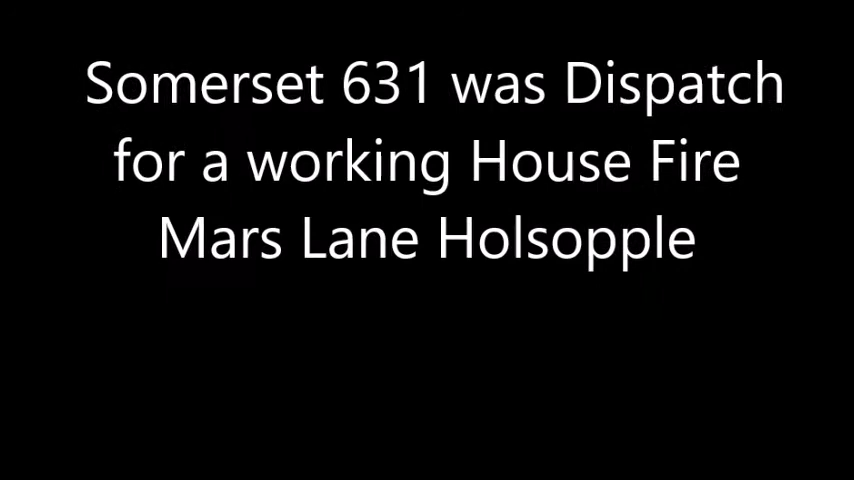 Somerset 631 was Dispatch
for a working House Fire
Mars Lane Holsopple